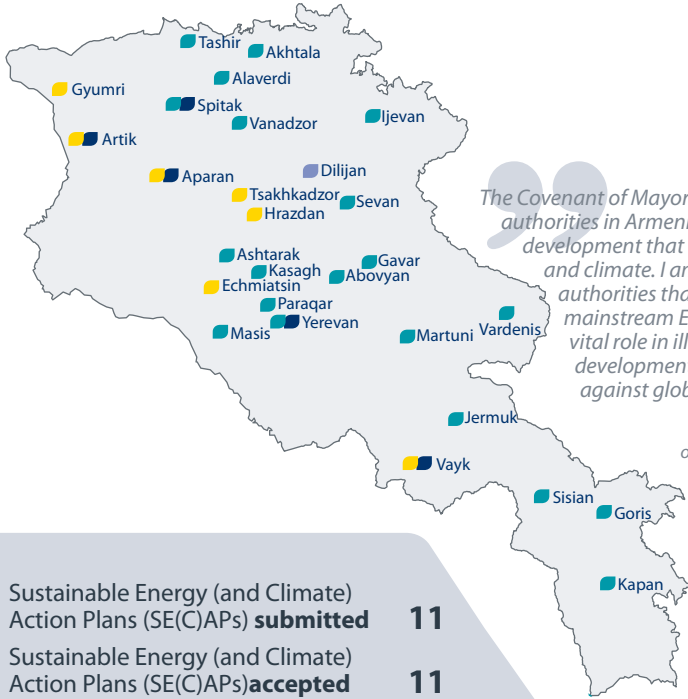 Tashir
Akhtala
Alaverdi
Gyumri
Spitak
Ijevan
Vanadzor
Artik
Dilijan
Aparan
Tsakhkadzor
Sevan
Hrazdan
Ashtarak
Gavar
Kasagh
Abovyan
Echmiatsin
Paraqar
Yerevan
Masis
Martuni
Vardenis
Jermuk
Vayk
Sisian
Goris
Kapan
The Covenant of Mayor
authorities in Armeni
development that
and climate. I a
authorities tha
mainstream E
vital role in ill
development
against glob
o
Sustainable Energy (and Climate)
Action Plans (SE(C)APs) submitted 11
Sustainable Energy (and Climate)
Action Plans (SE(C)APs)accepted 11